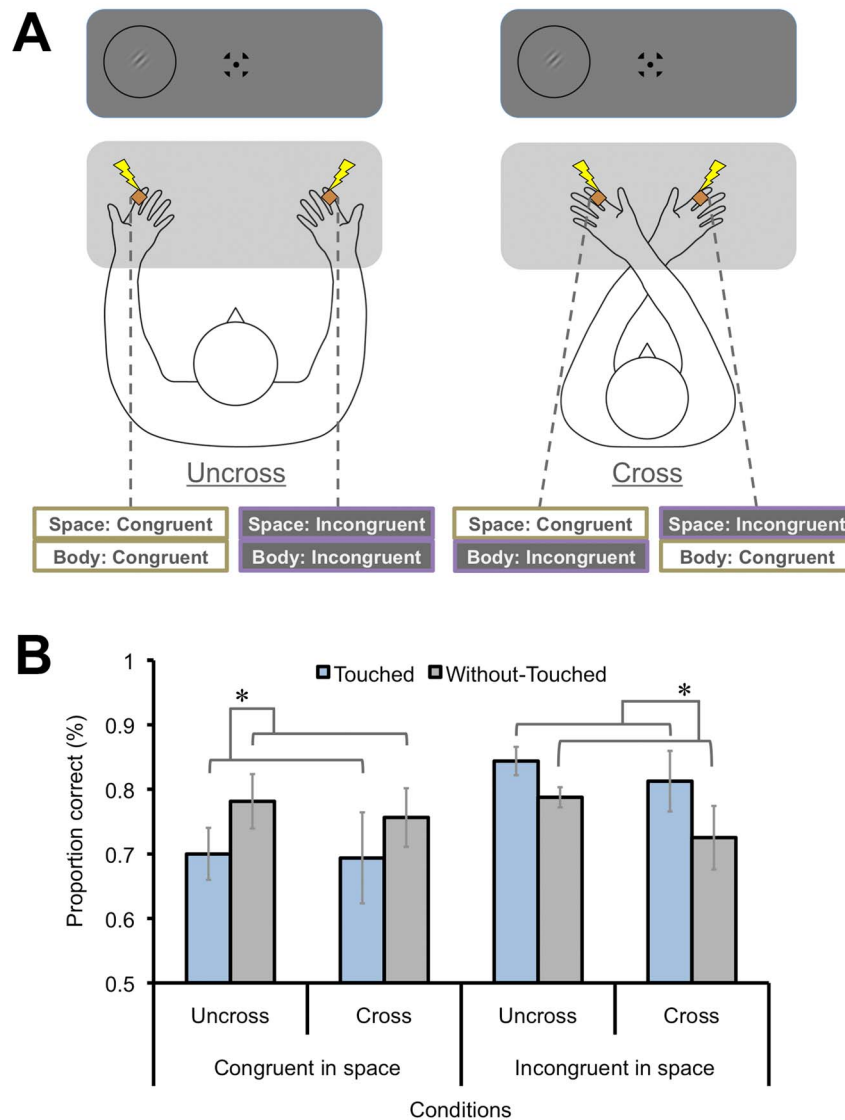 A
Uncross
Cross
Space: Congruent
Space: Incongruent
Space: Congruent
Space: Incongruent
Body: Congruent
Body: Incongruent
Body: Incongruent
Body: Congruent
B
1
Touched
Without-Touched
*
*
0.9
0.8
0.7
0.6
0.5
Proportion correct (%)
Uncross
Cross
Uncross
Cross
Congruent in space
Incongruent in space
Conditions